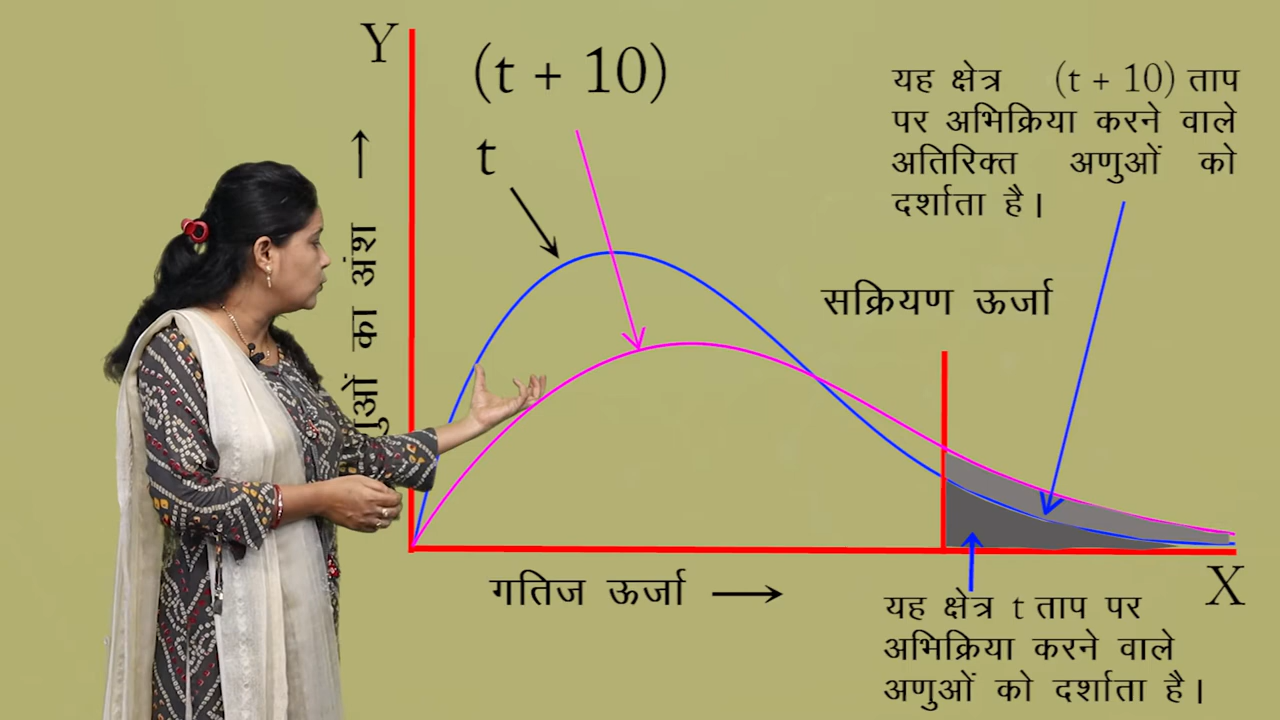 Y
(t + 10)
t
यह क्षेत्र (t + 10) ताप
पर अभिक्रिया करने वाले
अतिरिक्त अणुओं को
दर्शाता है।
सक्रियण ऊर्जा
का अंश
गतिज ऊर्जा
X
यह क्षेत्र t ताप पर
अभिक्रिया करने वाले
अणुओं को दर्शाता है।